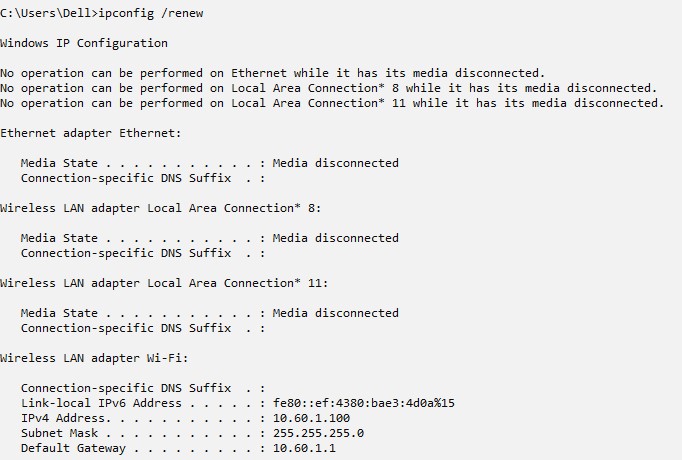 C:\Users\Dell>ipconfig /renew
Windows IP Configuration
No operation can be performed on Ethernet while it has its media disconnected.
No operation can be performed on Local Area Connection* 8 while it has its media disconnected.
No operation can be performed on Local Area Connection* 11 while it has its media disconnected.
Ethernet adapter Ethernet:
   Media State . . . . . . . . . . . : Media disconnected
   Connection-specific DNS Suffix  . :
Wireless LAN adapter Local Area Connection* 8:
   Media State . . . . . . . . . . . : Media disconnected
   Connection-specific DNS Suffix  . :
Wireless LAN adapter Local Area Connection* 11:
   Media State . . . . . . . . . . . : Media disconnected
   Connection-specific DNS Suffix  . :
Wireless LAN adapter Wi-Fi:
   Connection-specific DNS Suffix  . :
   Link-local IPv6 Address . . . . . : fe80::ef:4380:bae3:4d0a%15
   IPv4 Address. . . . . . . . . . . : 10.60.1.100
   Subnet Mask . . . . . . . . . . . : 255.255.255.0
   Default Gateway . . . . . . . . . : 10.60.1.1